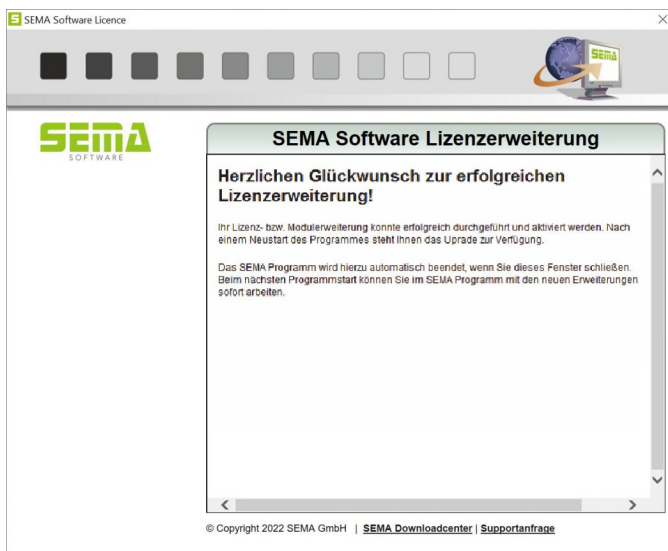 SEMA Software Licence
SEMA
SEMA
SOFTWARE
SEMA Software Lizenzerweiterung
Herzlichen Glückwunsch zur erfolgreichen
Lizenzerweiterung!
Ihr Lizenz- bzw. Modulerweiterung konnte erfolgreich durchgeführt und aktiviert werden. Nach
einem Neustart des Programmes steht Ihnen das Uprade zur Verfügung.
Das SEMA Programm wird hierzu automatisch beendet, wenn Sie dieses Fenster schließen.
Beim nächsten Programmstart können Sie im SEMA Programm mit den neuen Erweiterungen
sofort arbeiten.
© Copyright 2022 SEMA GmbH | SEMA Downloadcenter | Supportanfrage